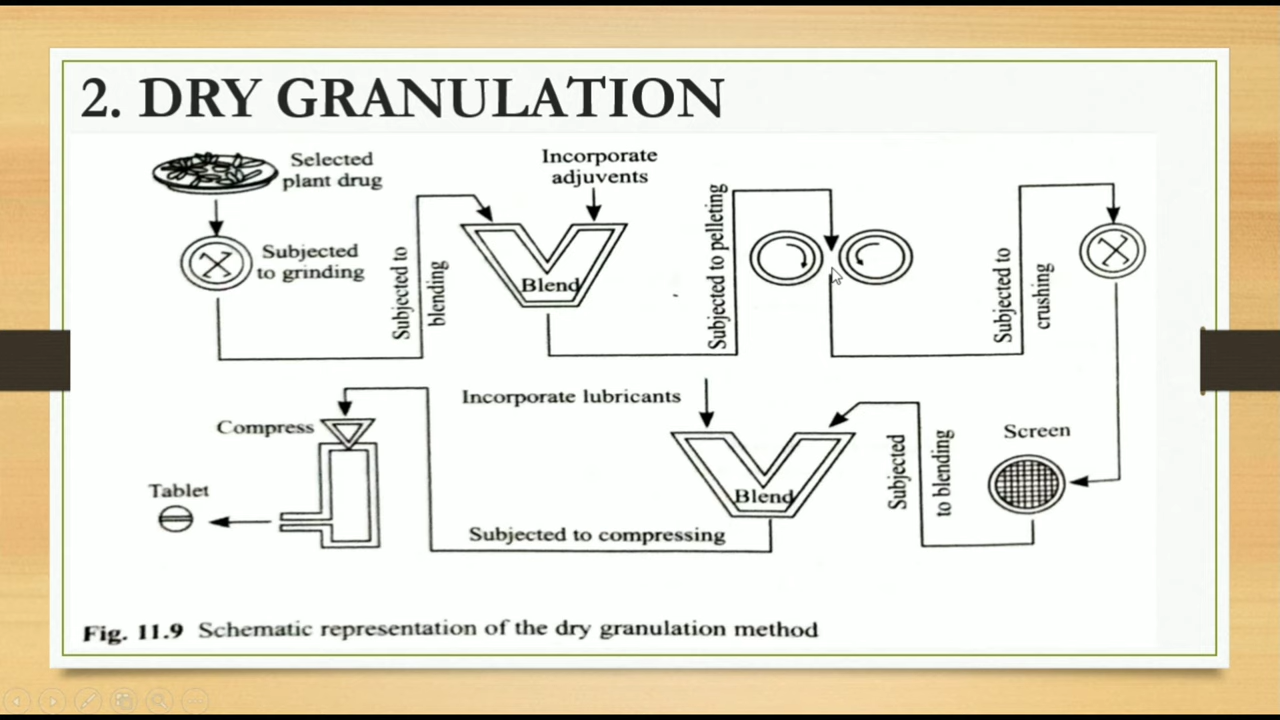 2. DRY GRANULATION
Selected
plant drug
Incorporate
adjuvents
Subjected
to grinding
Subjected to
blending
Blend
Subjected to pelleting
Subjected to
crushing
Incorporate lubricants
Compress
Tablet
Subjected to compressing
Blend
Subjected
to blending
Screen
Fig. 11.9 Schematic representation of the dry granulation method